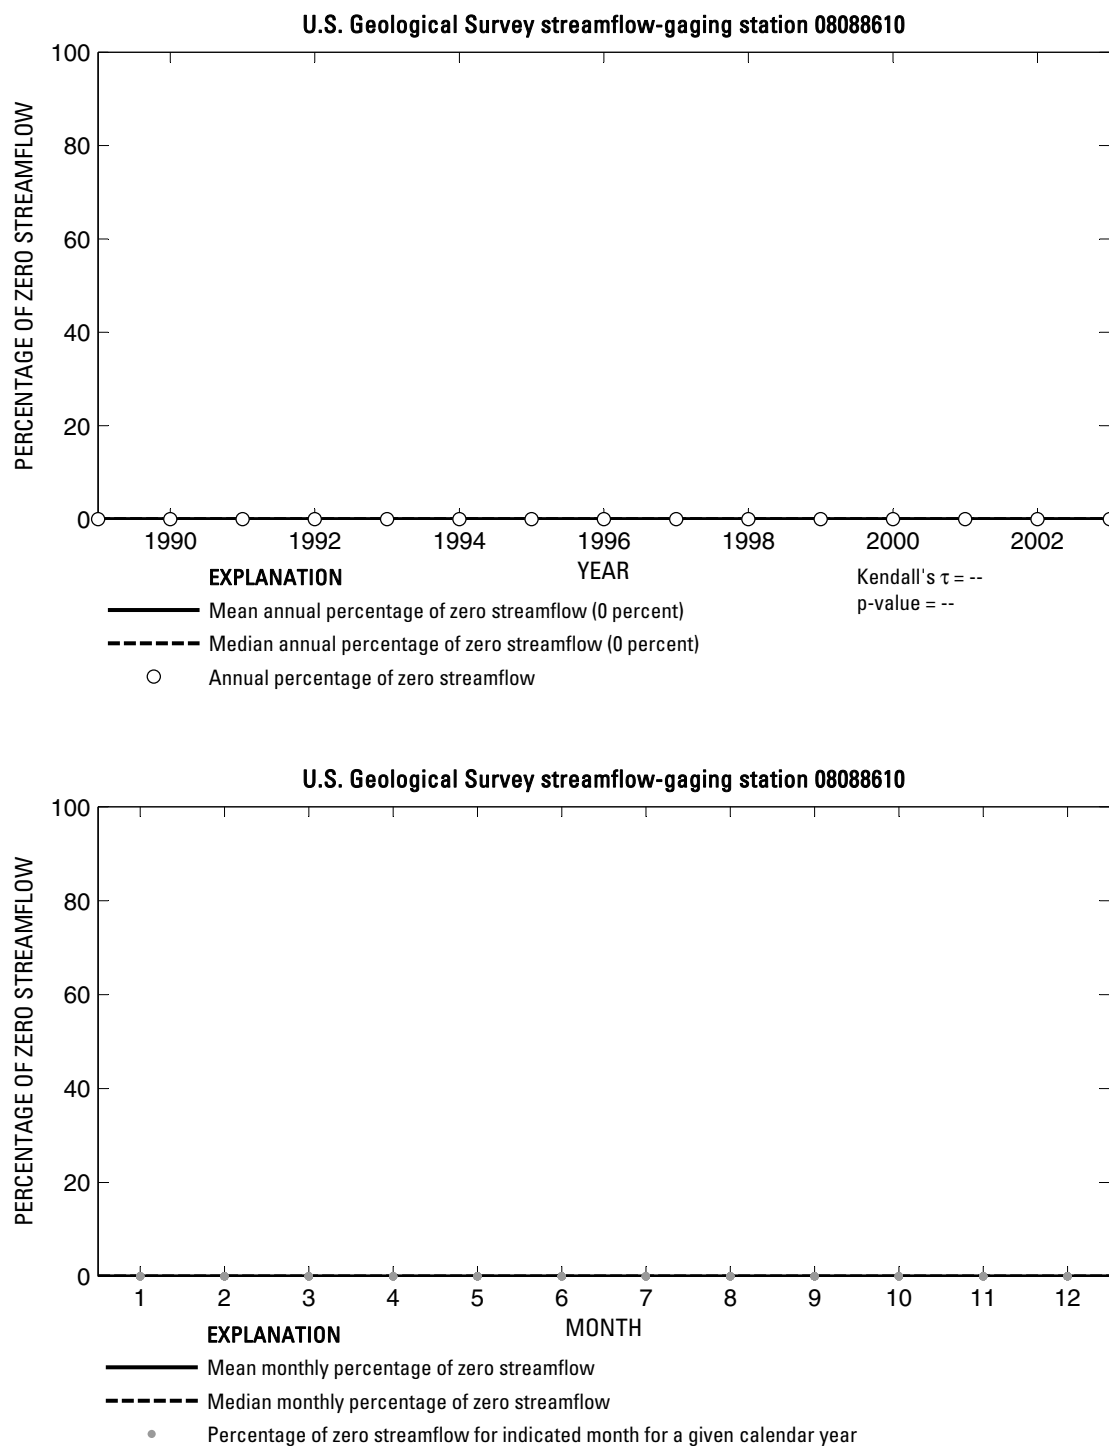 U.S. Geological Survey streamflow-gaging station 08088610
PERCENTAGE OF ZERO STREAMFLOW
100
80
60
40
20
0
1990 1992 1994 1996 1998 2000 2002
YEAR
EXPLANATION
Mean annual percentage of zero streamflow (0 percent)
Median annual percentage of zero streamflow (0 percent)
Annual percentage of zero streamflow
Kendall's τ = --
p-value = --
U.S. Geological Survey streamflow-gaging station 08088610
PERCENTAGE OF ZERO STREAMFLOW
100
80
60
40
20
0
1 2 3 4 5 6 7 8 9 10 11 12
MONTH
EXPLANATION
Mean monthly percentage of zero streamflow
Median monthly percentage of zero streamflow
Percentage of zero streamflow for indicated month for a given calendar year